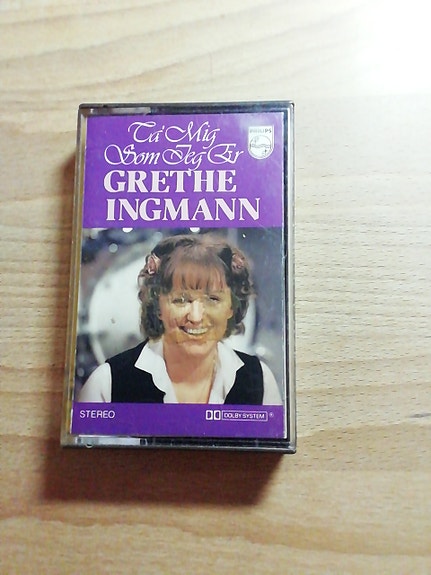 Ta' Mig
Som Jeg Er
PHILIPS
GRETHE
INGMANN
STEREO
DOLBY SYSTEM ®